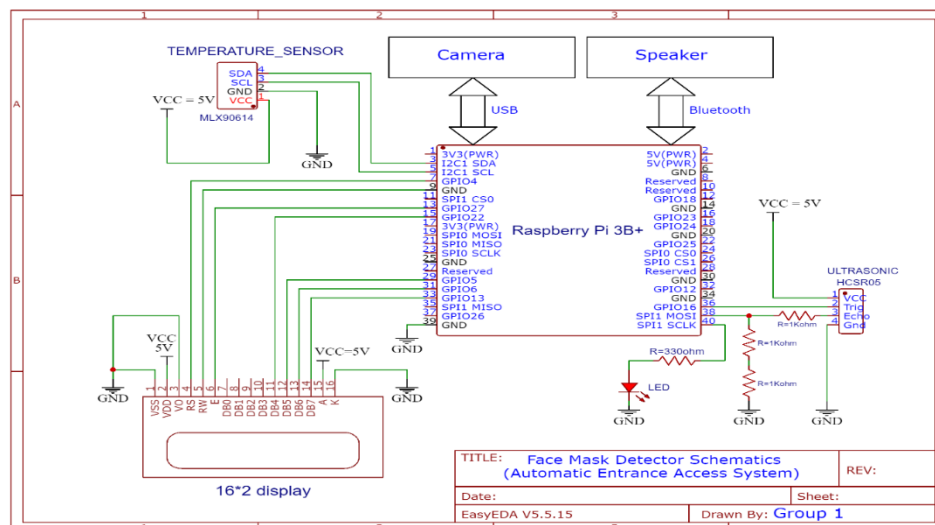 1
2
3
4
5
A
B
TEMPERATURE_SENSOR
SDA 4
SCL 3
GND 2
VCC 1
MLX90614
VCC = 5V
GND
Camera
Speaker
USB
Bluetooth
Raspberry Pi 3B+
1 3V3(PWR)
3 I2C1 SDA
5 I2C1 SCL
7 GPIO4
9 GND
11 SPI1 CS0
13 GPIO27
15 GPIO22
17 3V3(PWR)
19 SPI0 MOSI
21 SPI0 MISO
23 SPI0 SCLK
25 GND
27 Reserved
29 GPIO5
31 GPIO6
33 GPIO13
35 SPI1 MISO
37 GPIO26
39 GND
5V(PWR) 2
5V(PWR) 4
GND 6
Reserved 8
Reserved 10
GPIO18 12
GND 14
GPIO23 16
GPIO24 18
GND 20
GPIO25 22
SPI0 CS0 24
SPI0 CS1 26
Reserved 28
GND 30
GPIO12 32
GND 34
GPIO16 36
SPI1 MOSI 38
SPI1 SCLK 40
VCC = 5V
ULTRASONIC
HCSR05
1 VCC
2 Trig
3 Echo
4 Gnd
R=1Kohm
R=1Kohm
R=1Kohm
R=330ohm
LED
GND
GND
GND
GND
VCC
5V
VCC=5V
GND
GND
1 VSS
2 VDD
3 VO
4 RS
5 RW
6 E
7 DB0
8 DB1
9 DB2
10 DB3
11 DB4
12 DB5
13 DB6
14 DB7
15 A
16 K
16*2 display
TITLE: Face Mask Detector Schematics
(Automatic Entrance Access System)
REV:
Date:
Sheet:
EasyEDA V5.5.15
Drawn By: Group 1